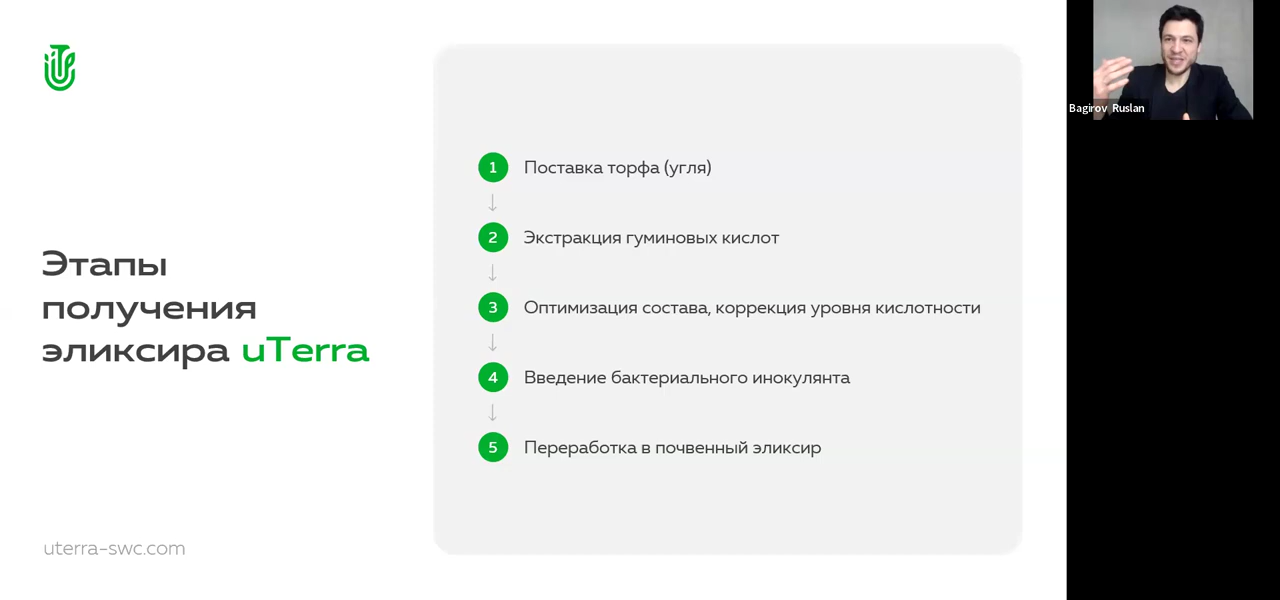 Этапы
получения
эликсира uTerra
uterra-swc.com
1 Поставка торфа (угля)
2 Экстракция гуминовых кислот
3 Оптимизация состава, коррекция уровня кислотности
4 Введение бактериального инокулянта
5 Переработка в почвенный эликсир
Bagirov Ruslan